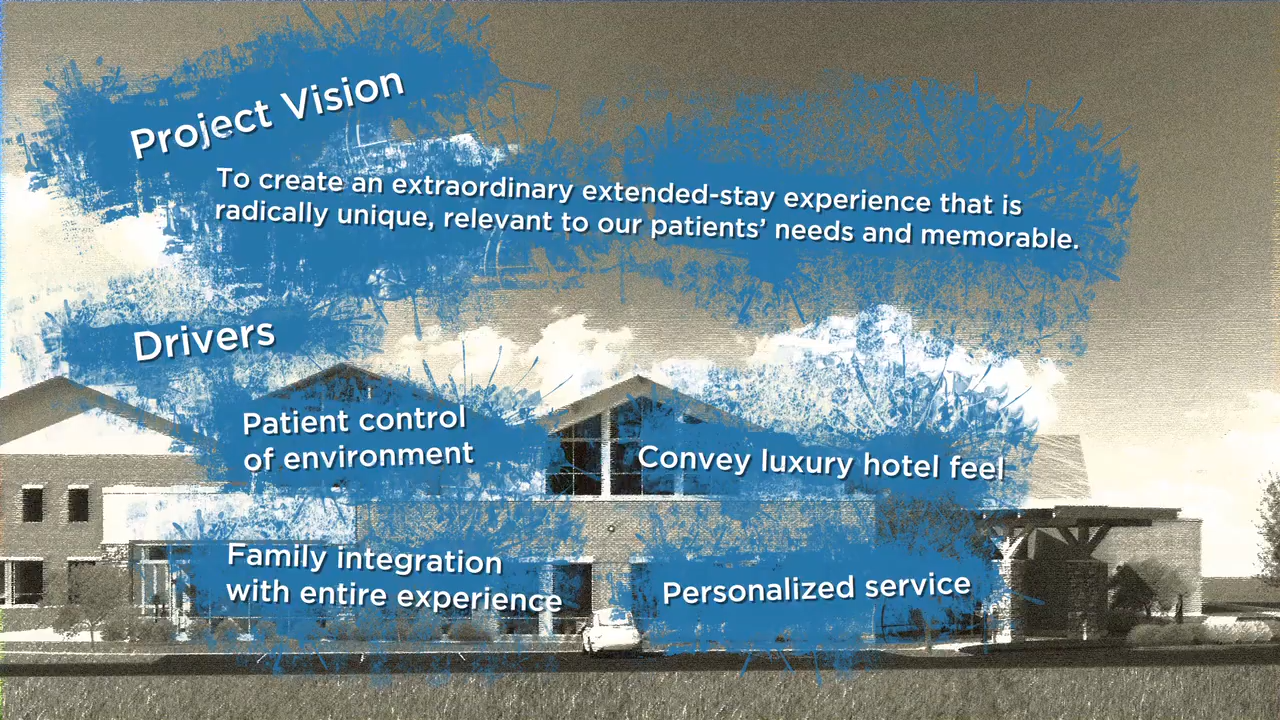 Project Vision
To create an extraordinary extended-stay experience that is
radically unique, relevant to our patients’ needs and memorable.
Drivers
Patient control
of environment
Convey luxury hotel feel
Family integration
with entire experience
Personalized service